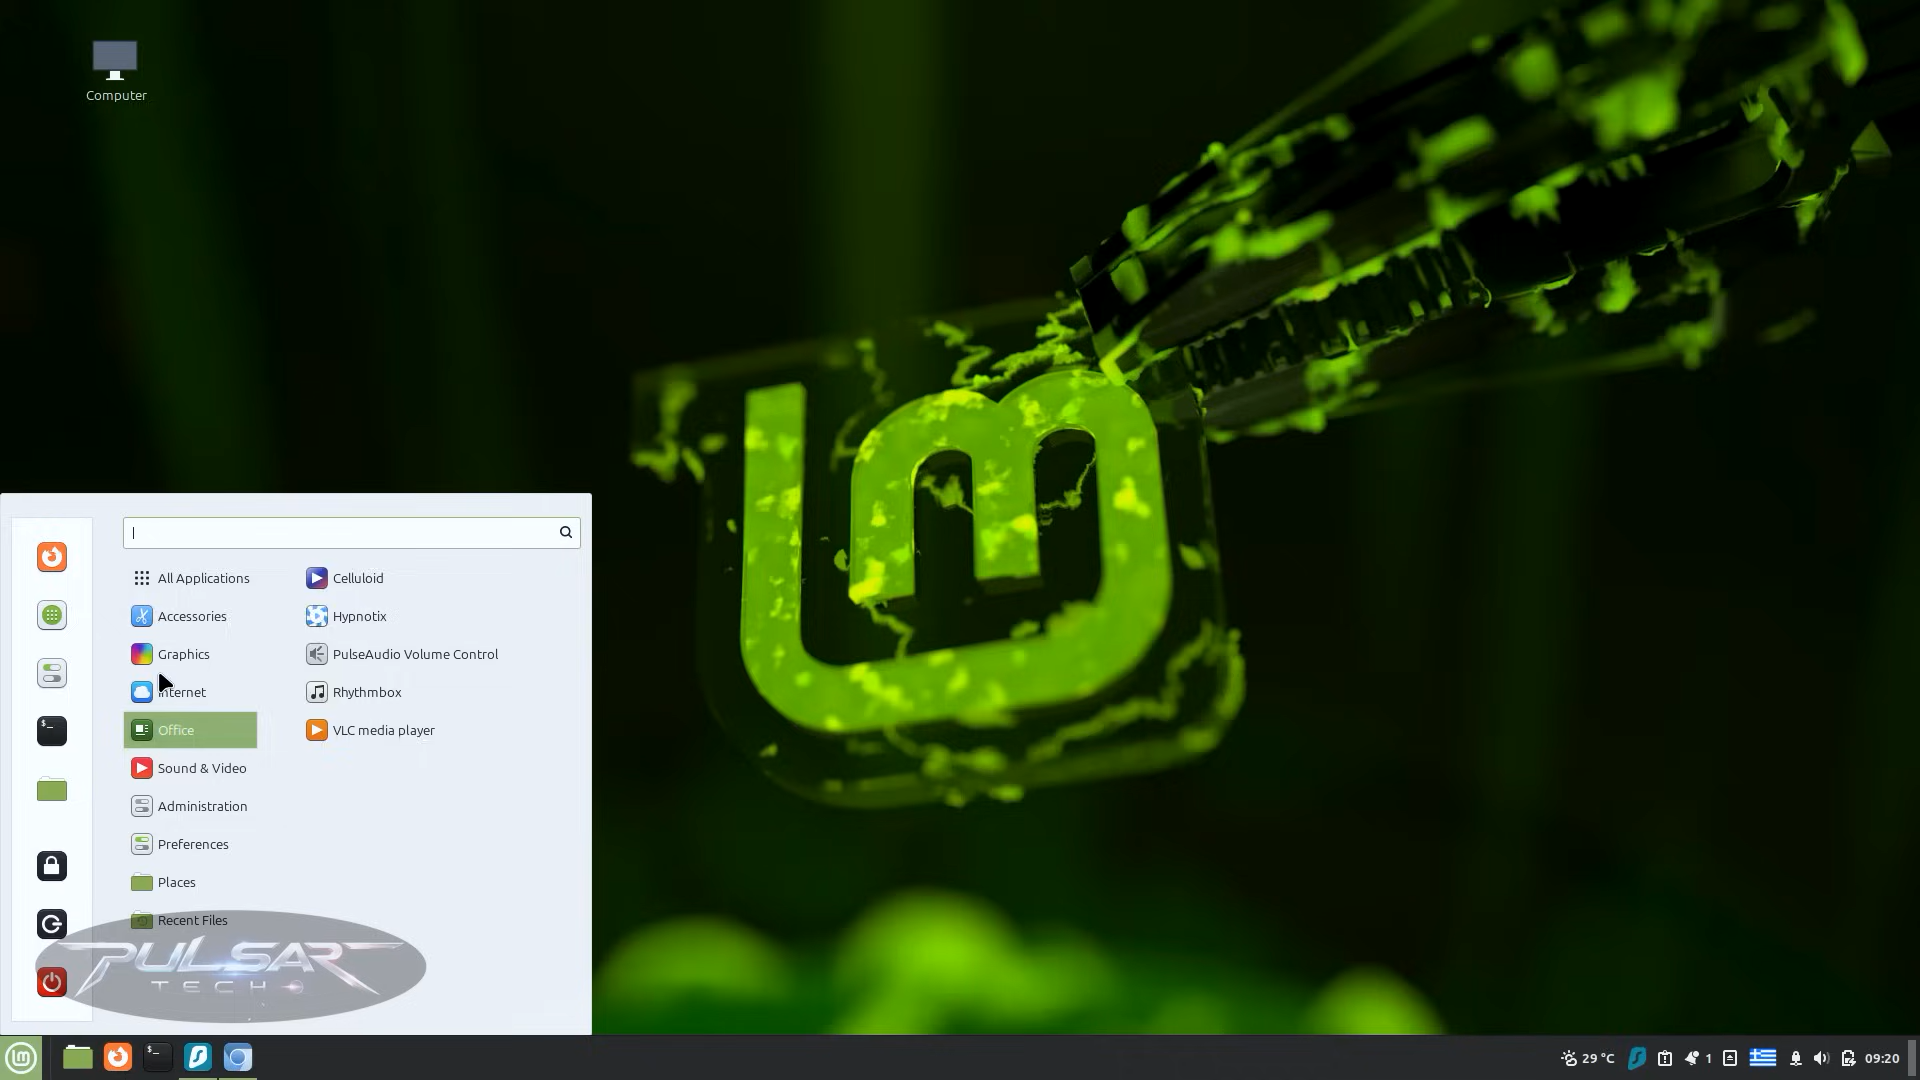 Computer
All Applications
Accessories
Graphics
Internet
Office
Sound & Video
Administration
Preferences
Places
Recent Files
Celluloid
Hypnotix
PulseAudio Volume Control
Rhythmbox
VLC media player
PULSAR
TECH
29 °C
1
09:20